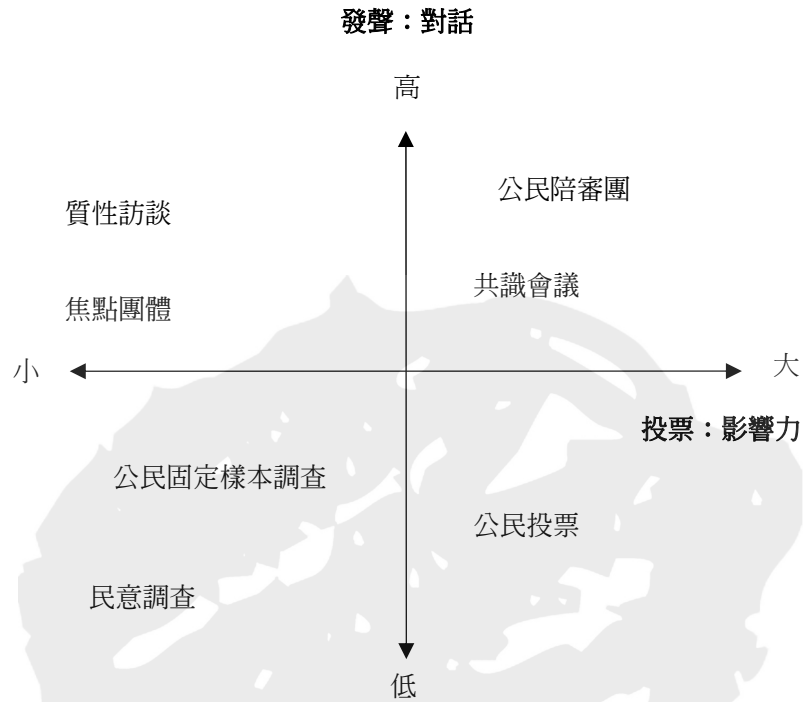 發聲：對話
高
公民陪審團
質性訪談
共識會議
焦點團體
小
大
投票：影響力
公民固定樣本調查
公民投票
民意調查
低